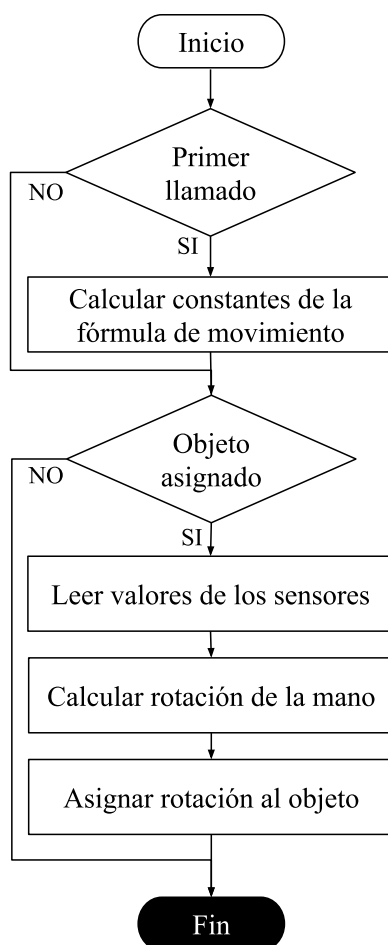 Inicio
Primer
llamado
NO
SI
Calcular constantes de la
fórmula de movimiento
Objeto
asignado
NO
SI
Leer valores de los sensores
Calcular rotación de la mano
Asignar rotación al objeto
Fin